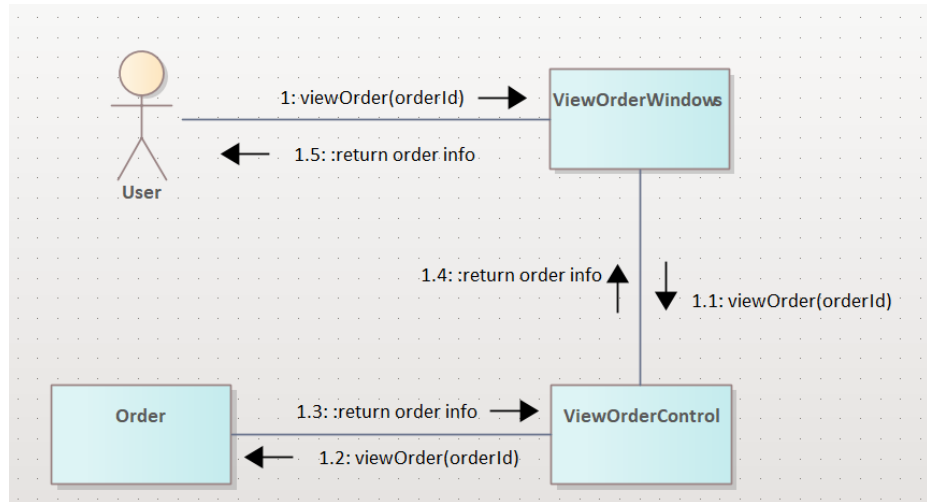 1: viewOrder(orderId)
ViewOrderWindows
1.5: :return order info
User
1.4: :return order info
1.1: viewOrder(orderId)
Order
1.3: :return order info
ViewOrderControl
1.2: viewOrder(orderId)